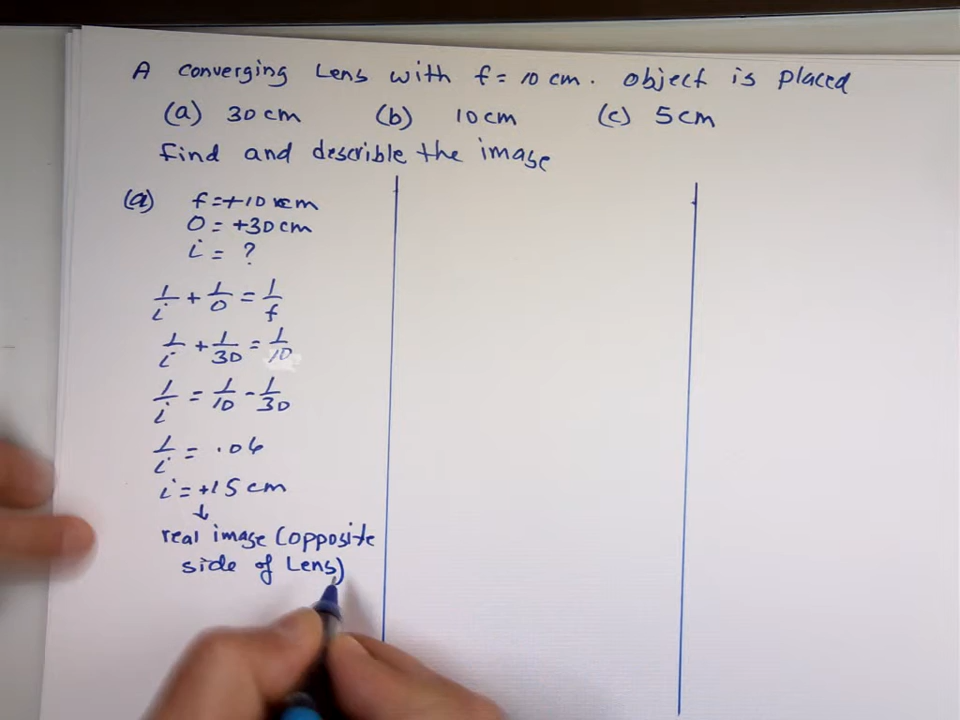 A converging Lens with f = 10 cm. object is placed
(a) 30 cm (b) 10 cm (c) 5 cm
find and describle the image
(a) f = +10 cm
O = +30 cm
i = ?
1/i + 1/O = 1/f
1/i + 1/30 = 1/10
1/i = 1/10 - 1/30
1/i = .06
i = +15 cm
↓
real image (opposite
side of Lens)